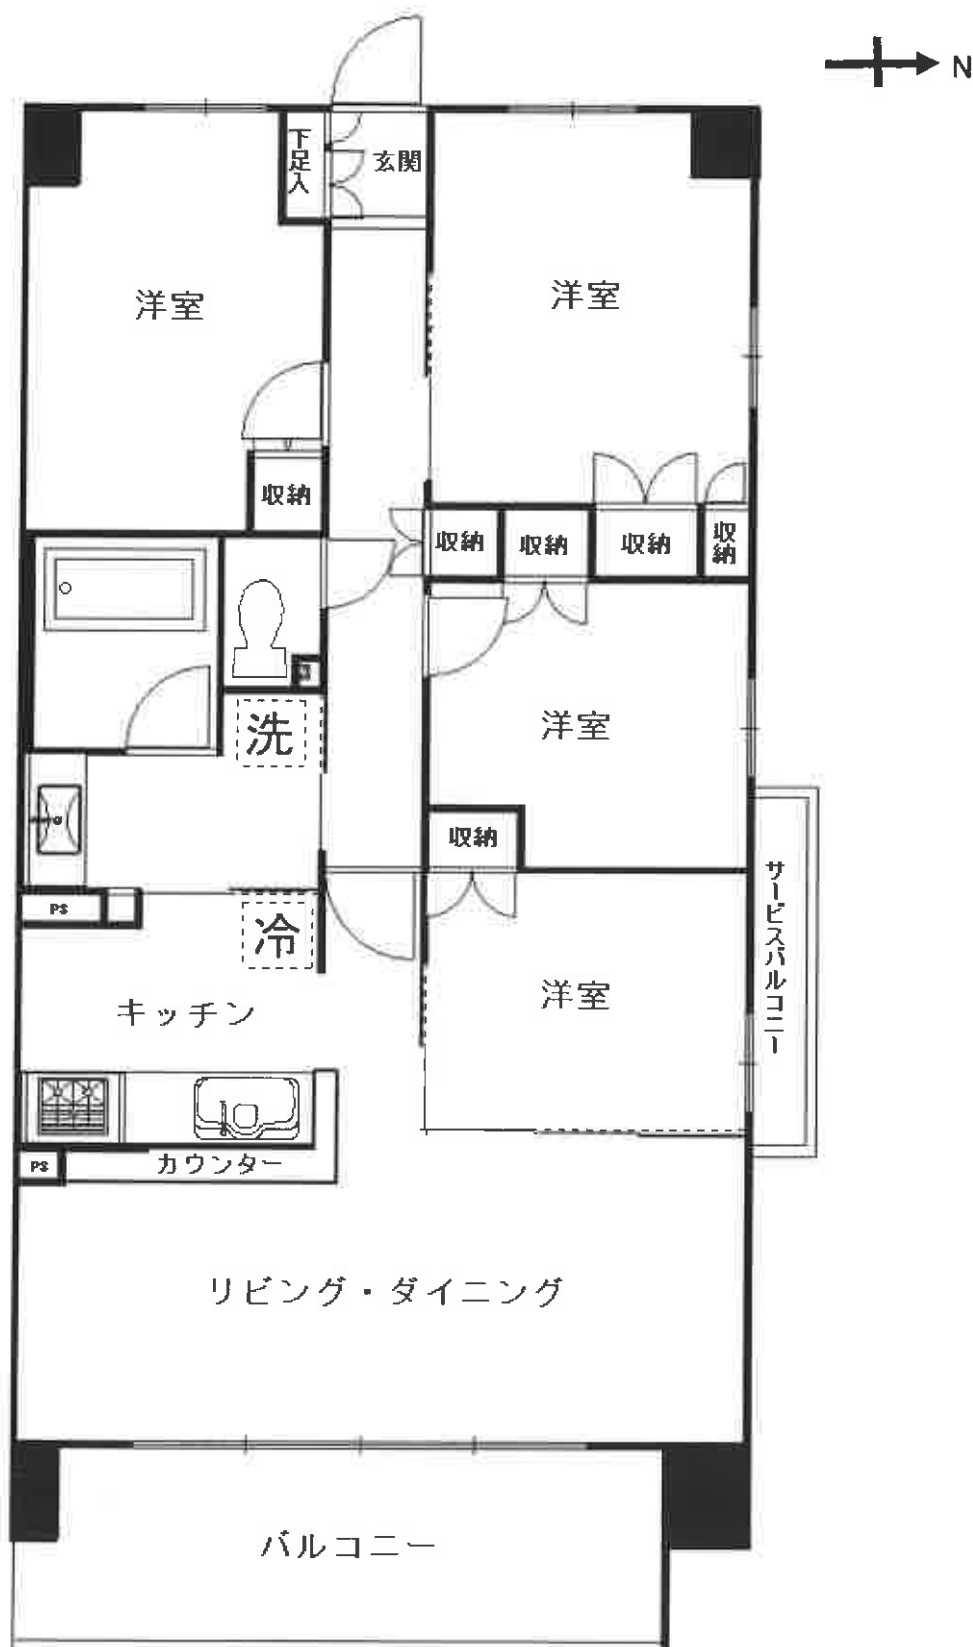 N
下足入
玄関
洋室
洋室
収納
収納
収納
収納
収納
洗
洋室
収納
PS
冷
サービスバルコニー
キッチン
洋室
PS
カウンター
リビング・ダイニング
バルコニー